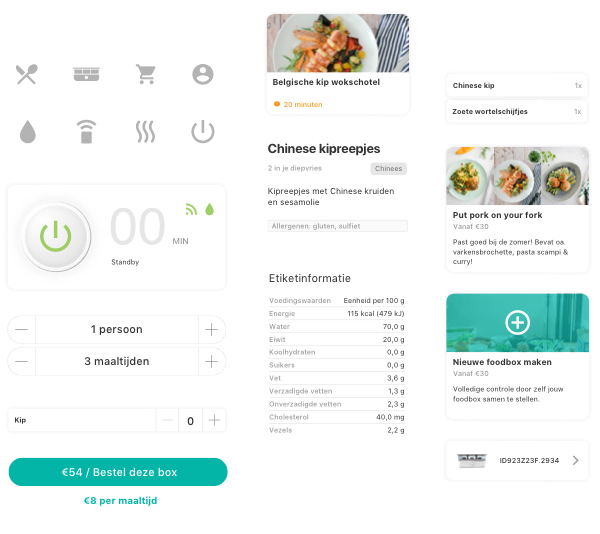 00
MIN
Standby
1 persoon
3 maaltijden
Kip
0
€54 / Bestel deze box
€8 per maaltijd
Belgische kip wokschotel
20 minuten
Chinese kipreepjes
2 in je diepvries
Chinees
Kipreepjes met Chinese kruiden
en sesamolie
Allergenen: gluten, sulfiet
Etiketinformatie
Voedingswaarden Eenheid per 100 g
Energie 115 kcal (479 kJ)
Water 70,0 g
Eiwit 20,0 g
Koolhydraten 0,0 g
Suikers 0,0 g
Vet 3,6 g
Verzadigde vetten 1,3 g
Onverzadigde vetten 2,3 g
Cholesterol 40,0 mg
Vezels 2,2 g
Chinese kip 1x
Zoete wortelschijfjes 1x
Put pork on your fork
Vanaf €30
Past goed bij de zomer! Bevat oa.
varkensbrochette, pasta scampi &
curry!
Nieuwe foodbox maken
Vanaf €30
Volledige controle door zelf jouw
foodbox samen te stellen.
ID923Z23F.2934